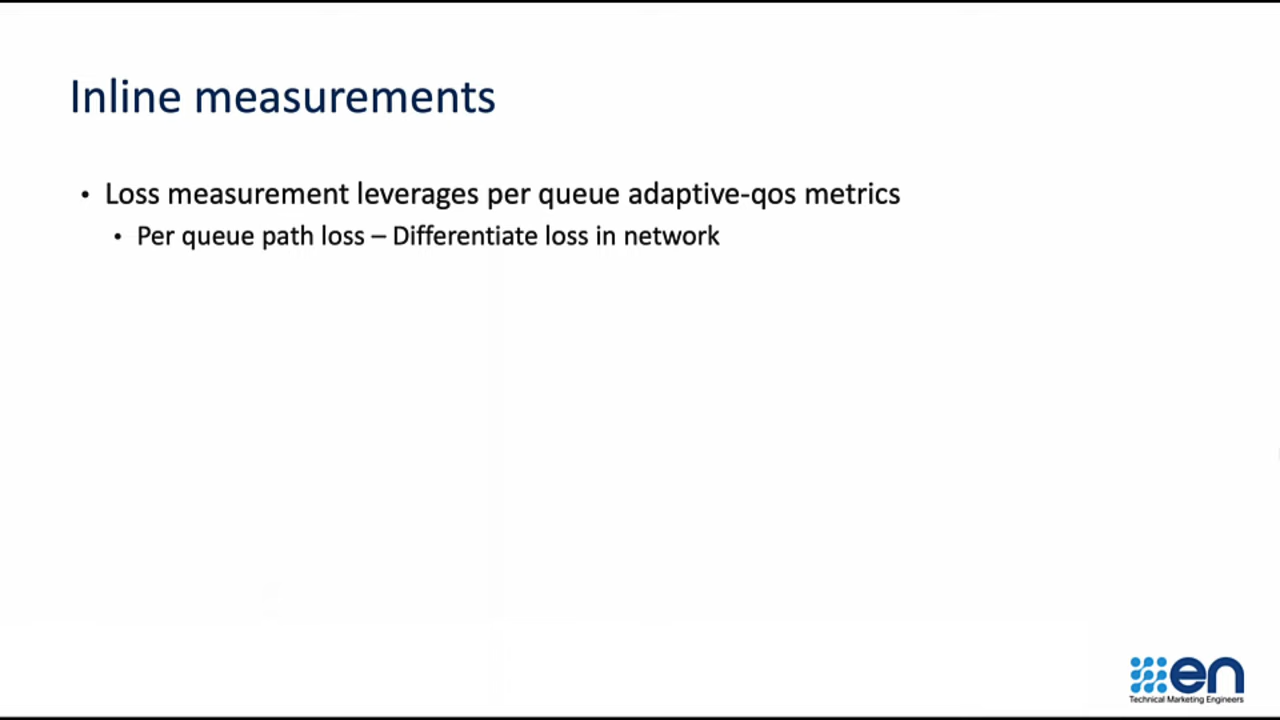 Inline measurements
• Loss measurement leverages per queue adaptive-qos metrics
• Per queue path loss – Differentiate loss in network
en
Technical Marketing Engineers